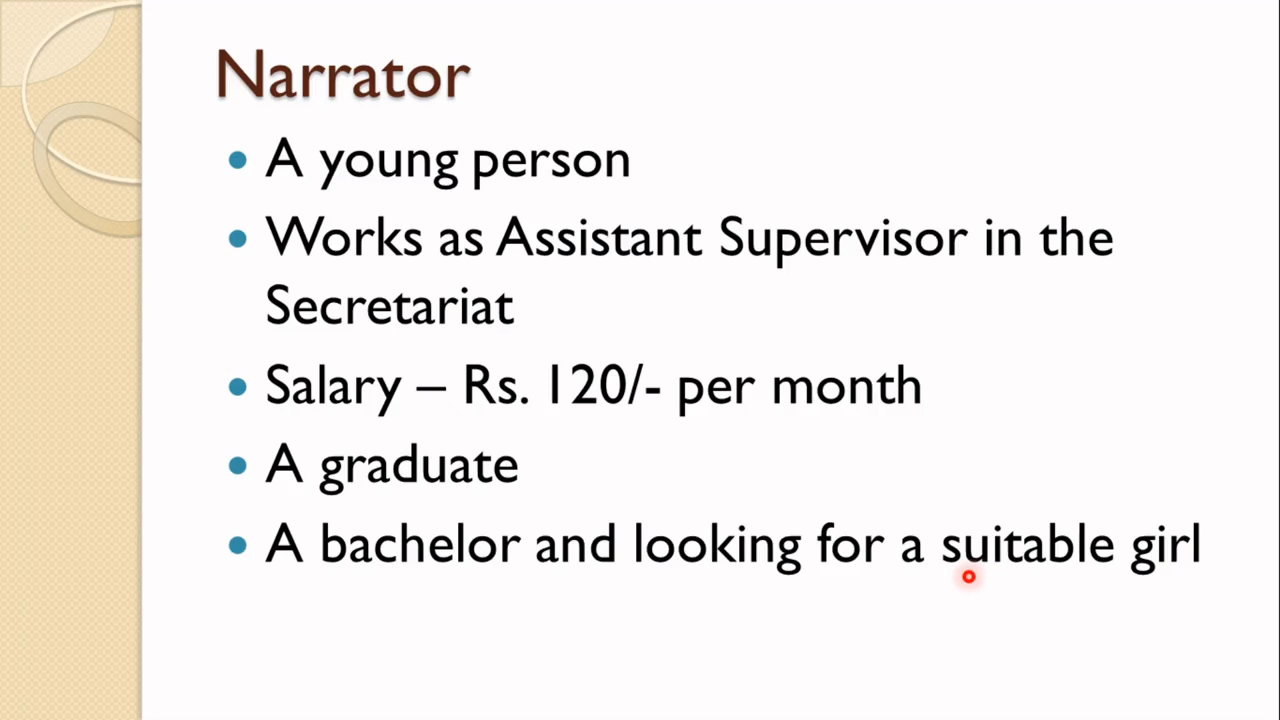 Narrator
• A young person
• Works as Assistant Supervisor in the
Secretariat
• Salary – Rs. 120/- per month
• A graduate
• A bachelor and looking for a suitable girl